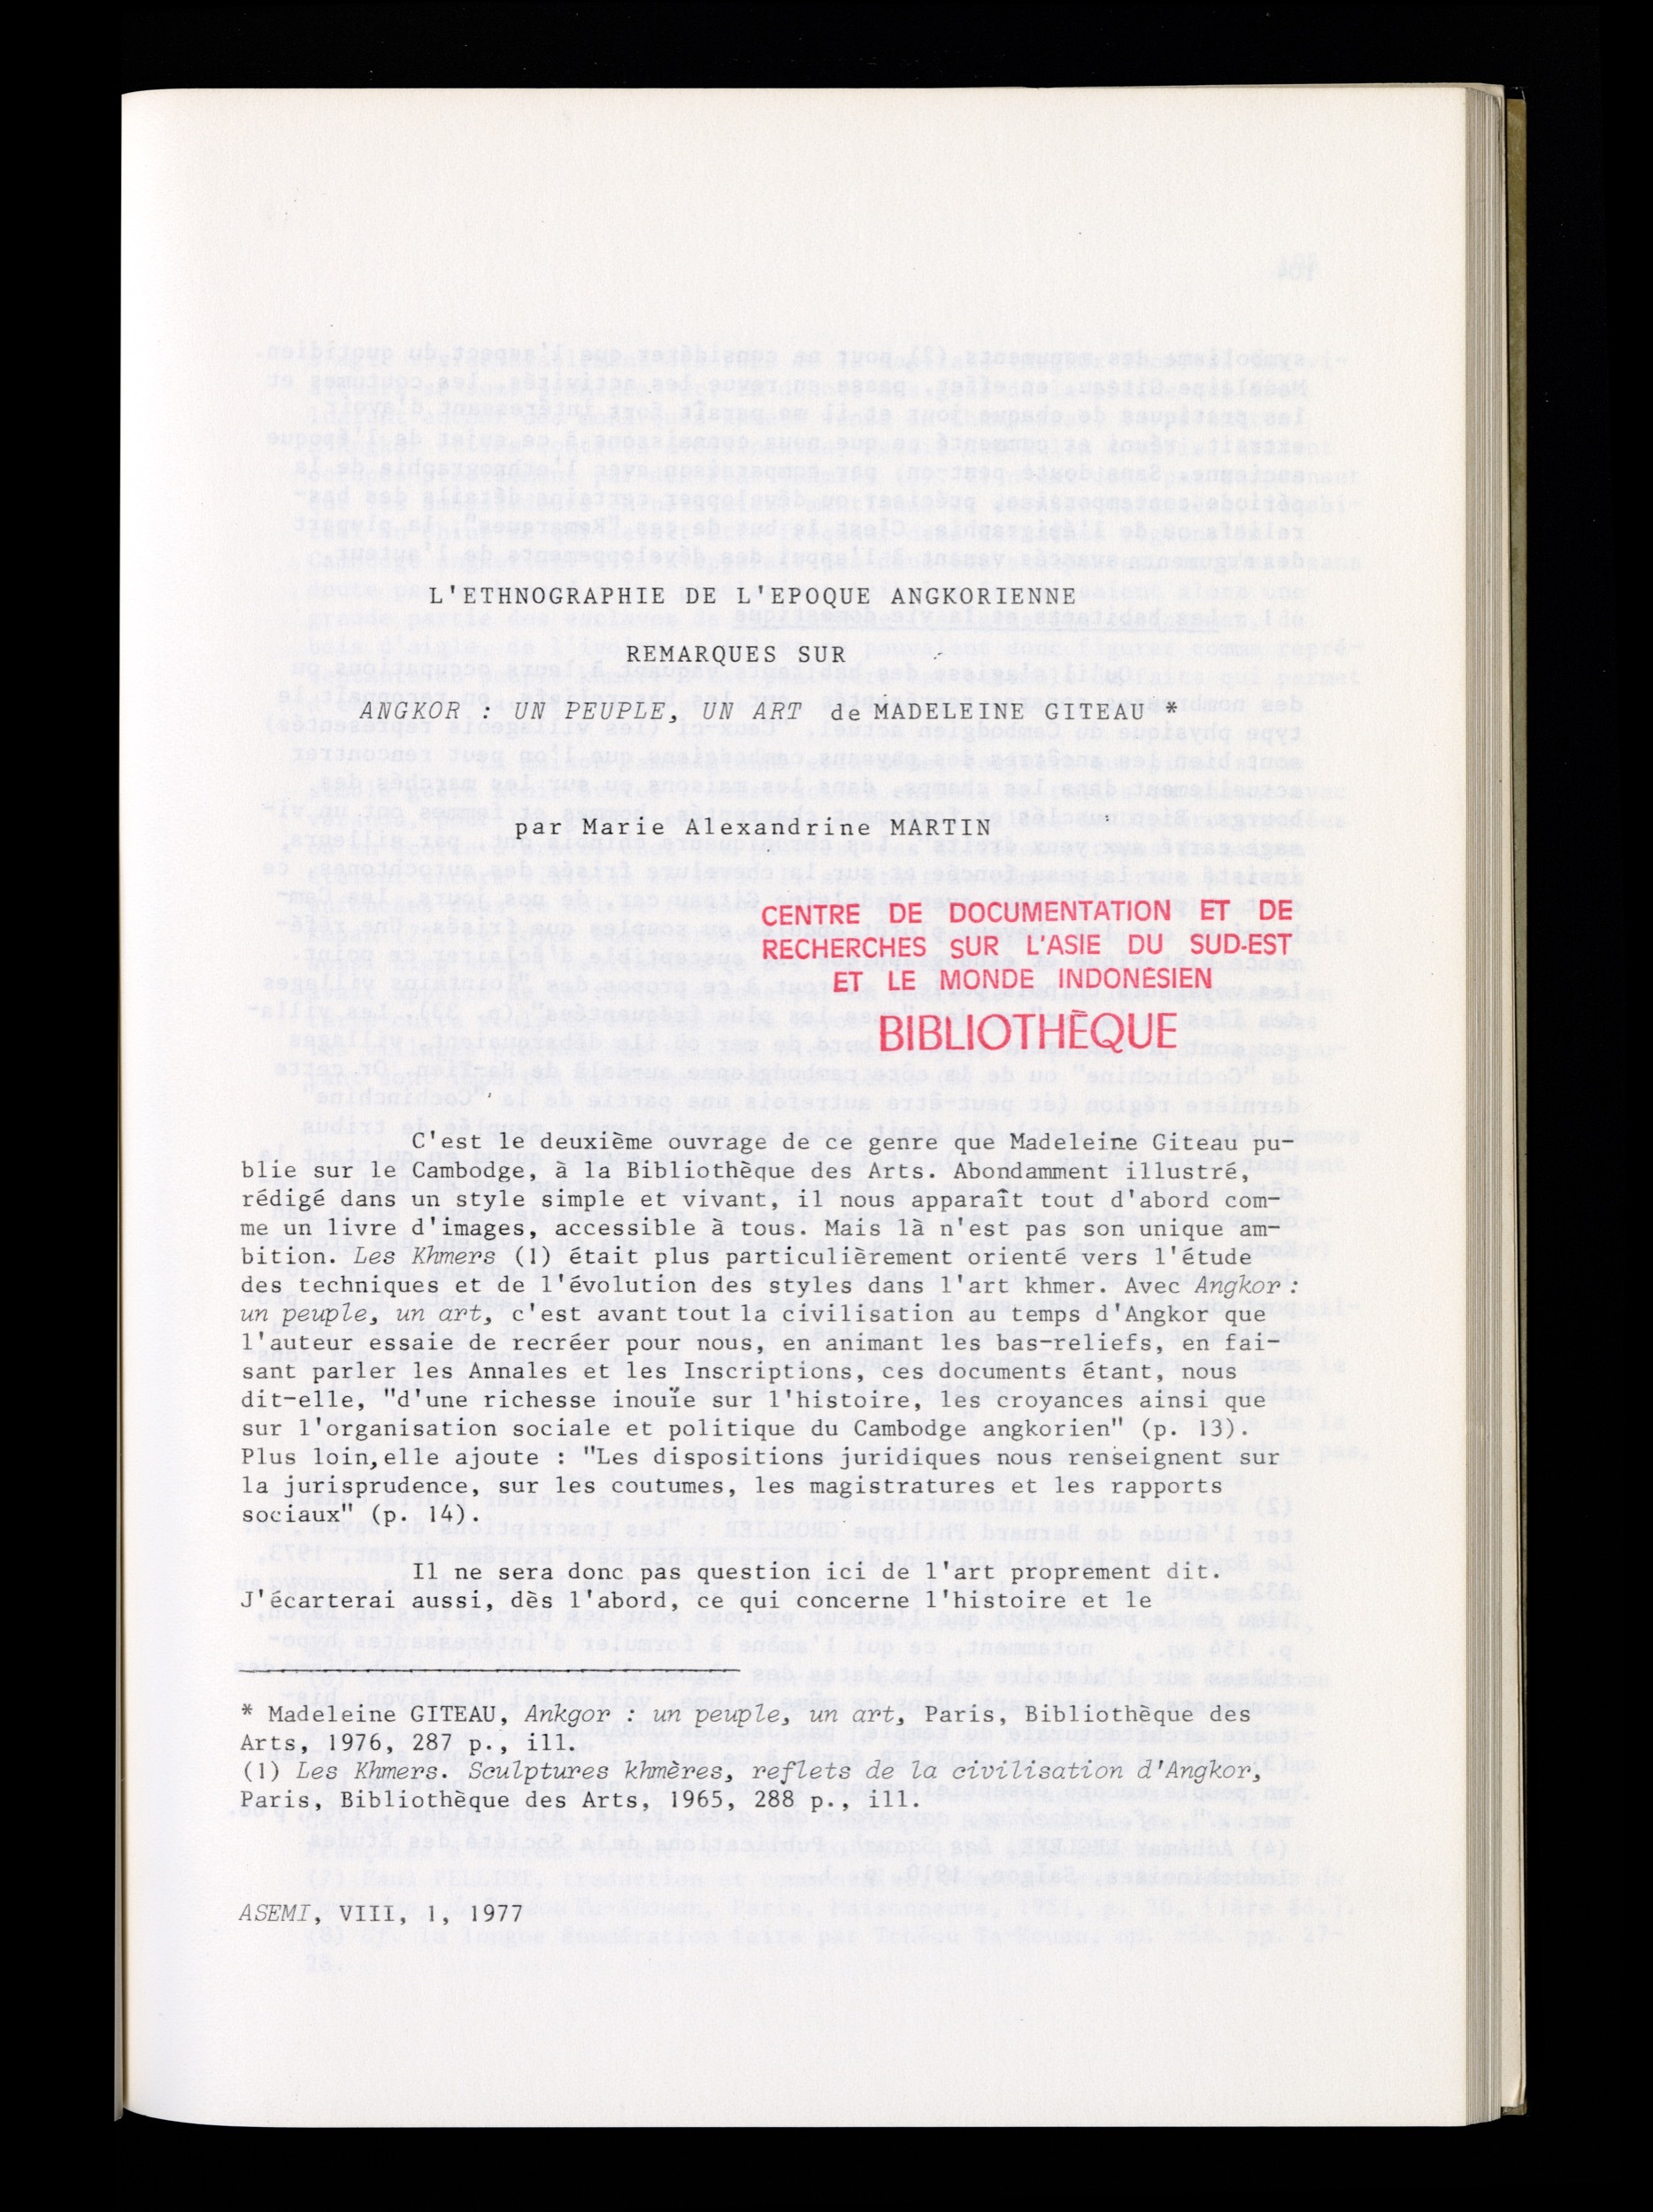 L'ETHNOGRAPHIE DE L'EPOQUE ANGKORIENNE
REMARQUES SUR
ANGKOR : UN PEUPLE, UN ART de MADELEINE GITEAU *
par Marie Alexandrine MARTIN
CENTRE DE DOCUMENTATION ET DE
RECHERCHES SUR L'ASIE DU SUD-EST
ET LE MONDE INDONÉSIEN
BIBLIOTHÈQUE
C'est le deuxième ouvrage de ce genre que Madeleine Giteau pu-
blie sur le Cambodge, à la Bibliothèque des Arts. Abondamment illustré,
rédigé dans un style simple et vivant, il nous apparaît tout d'abord com-
me un livre d'images, accessible à tous. Mais là n'est pas son unique am-
bition. Les Khmers (1) était plus particulièrement orienté vers l'étude
des techniques et de l'évolution des styles dans l'art khmer. Avec Angkor :
un peuple, un art, c'est avant tout la civilisation au temps d'Angkor que
l'auteur essaie de recréer pour nous, en animant les bas-reliefs, en fai-
sant parler les Annales et les Inscriptions, ces documents étant, nous
dit-elle, "d'une richesse inouïe sur l'histoire, les croyances ainsi que
sur l'organisation sociale et politique du Cambodge angkorien" (p. 13).
Plus loin, elle ajoute : "Les dispositions juridiques nous renseignent sur
la jurisprudence, sur les coutumes, les magistratures et les rapports
sociaux" (p. 14).
Il ne sera donc pas question ici de l'art proprement dit.
J'écarterai aussi, dès l'abord, ce qui concerne l'histoire et le
* Madeleine GITEAU, Ankgor : un peuple, un art, Paris, Bibliothèque des
Arts, 1976, 287 p., ill.
(1) Les Khmers. Sculptures khmères, reflets de la civilisation d'Angkor,
Paris, Bibliothèque des Arts, 1965, 288 p., ill.
ASEMI, VIII, 1, 1977